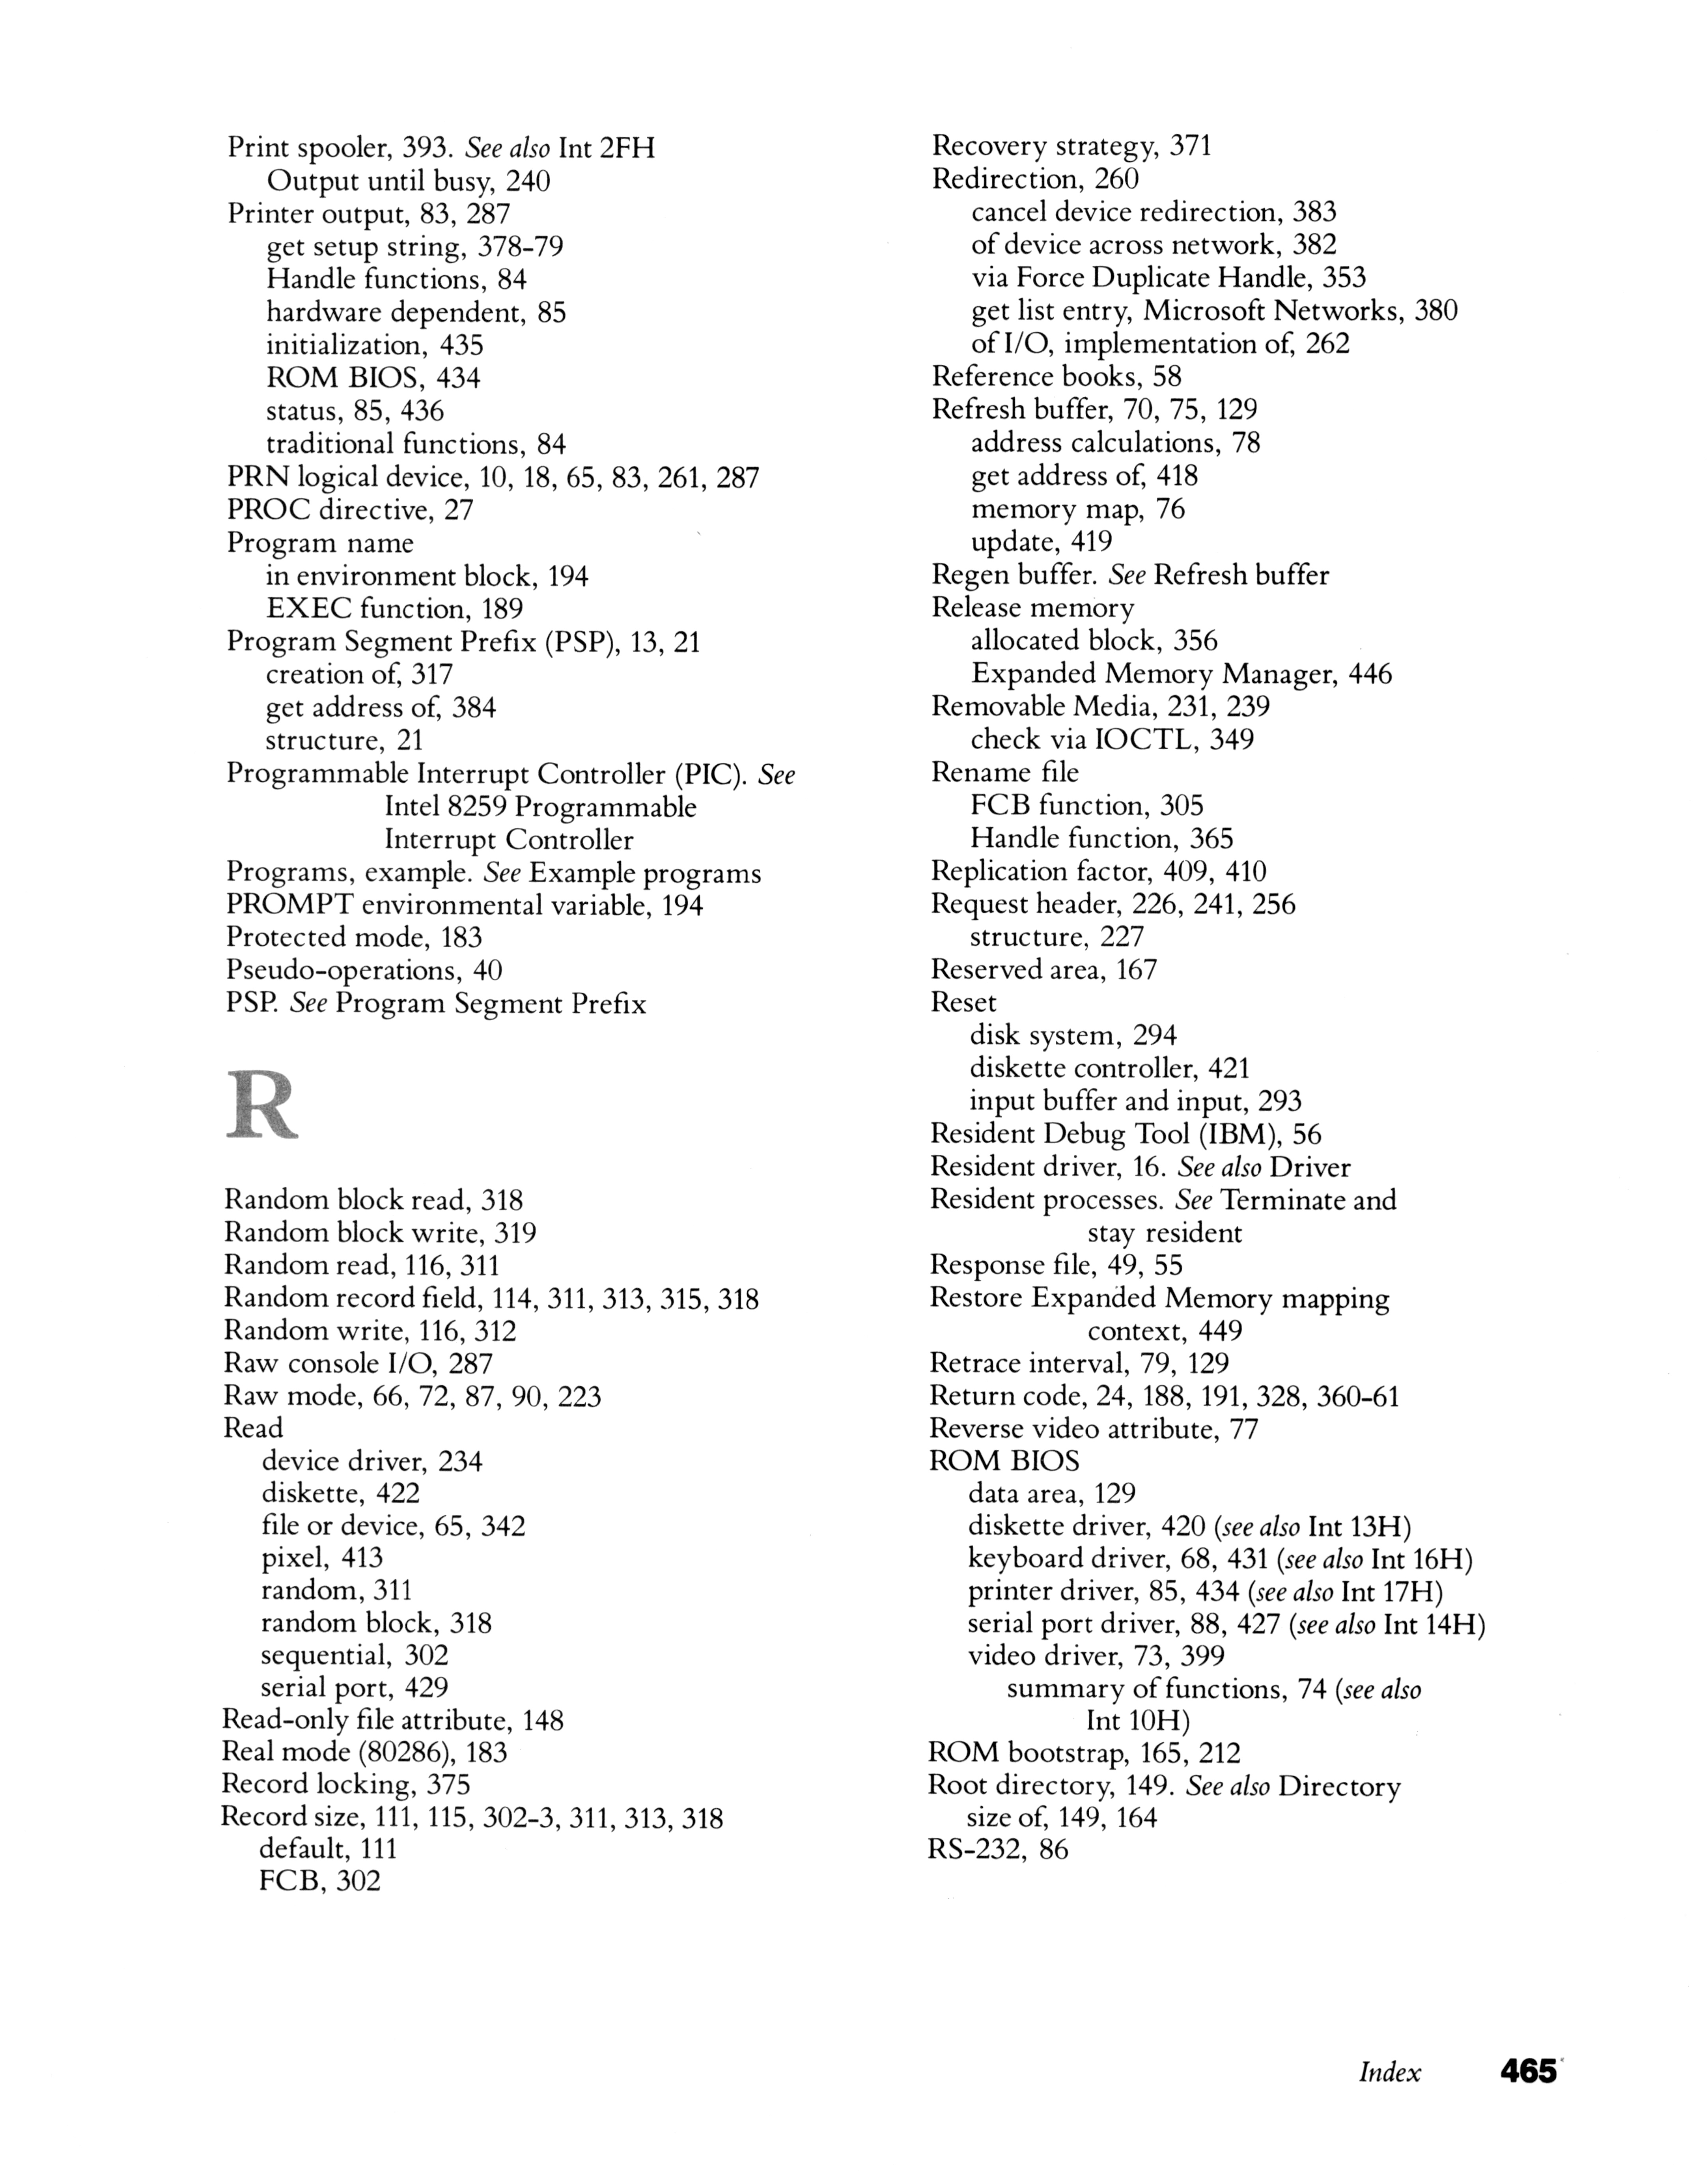 Print spooler, 393. See also Int 2FH
Output until busy, 240
Printer output, 83, 287
get setup string, 378-79
Handle functions, 84
hardware dependent, 85
initialization, 435
ROM BIOS, 434
status, 85, 436
traditional functions, 84
PRN logical device, 10, 18, 65, 83, 261, 287
PROC directive, 27
Program name
in environment block, 194
EXEC function, 189
Program Segment Prefix (PSP), 13, 21
creation of, 317
get address of, 384
structure, 21
Programmable Interrupt Controller (PIC). See
Intel 8259 Programmable
Interrupt Controller
Programs, example. See Example programs
PROMPT environmental variable, 194
Protected mode, 183
Pseudo-operations, 40
PSP. See Program Segment Prefix
R
Random block read, 318
Random block write, 319
Random read, 116, 311
Random record field, 114, 311, 313, 315, 318
Random write, 116, 312
Raw console I/O, 287
Raw mode, 66, 72, 87, 90, 223
Read
device driver, 234
diskette, 422
file or device, 65, 342
pixel, 413
random, 311
random block, 318
sequential, 302
serial port, 429
Read-only file attribute, 148
Real mode (80286), 183
Record locking, 375
Record size, 111, 115, 302-3, 311, 313, 318
default, 111
FCB, 302
Recovery strategy, 371
Redirection, 260
cancel device redirection, 383
of device across network, 382
via Force Duplicate Handle, 353
get list entry, Microsoft Networks, 380
of I/O, implementation of, 262
Reference books, 58
Refresh buffer, 70, 75, 129
address calculations, 78
get address of, 418
memory map, 76
update, 419
Regen buffer. See Refresh buffer
Release memory
allocated block, 356
Expanded Memory Manager, 446
Removable Media, 231, 239
check via IOCTL, 349
Rename file
FCB function, 305
Handle function, 365
Replication factor, 409, 410
Request header, 226, 241, 256
structure, 227
Reserved area, 167
Reset
disk system, 294
diskette controller, 421
input buffer and input, 293
Resident Debug Tool (IBM), 56
Resident driver, 16. See also Driver
Resident processes. See Terminate and
stay resident
Response file, 49, 55
Restore Expanded Memory mapping
context, 449
Retrace interval, 79, 129
Return code, 24, 188, 191, 328, 360-61
Reverse video attribute, 77
ROM BIOS
data area, 129
diskette driver, 420 (see also Int 13H)
keyboard driver, 68, 431 (see also Int 16H)
printer driver, 85, 434 (see also Int 17H)
serial port driver, 88, 427 (see also Int 14H)
video driver, 73, 399
summary of functions, 74 (see also
Int 10H)
ROM bootstrap, 165, 212
Root directory, 149. See also Directory
size of, 149, 164
RS-232, 86
Index 465